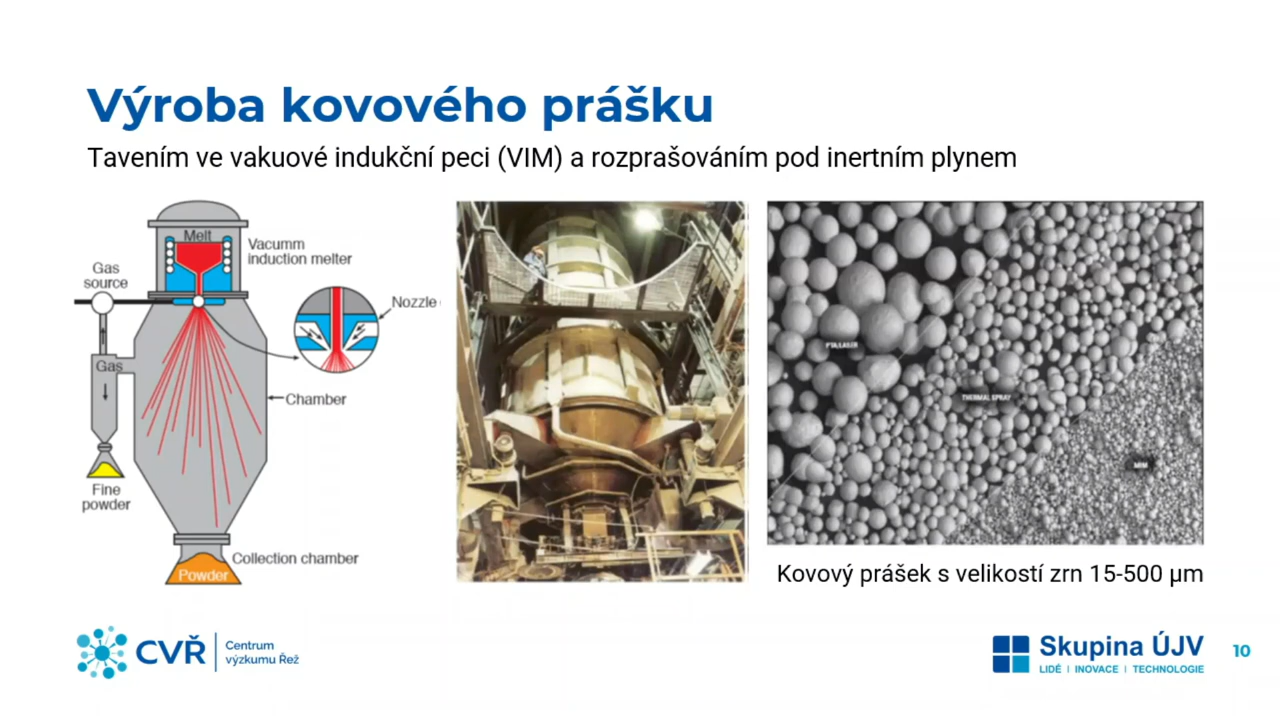 Výroba kovového prášku
Tavením ve vakuové indukční peci (VIM) a rozprašováním pod inertním plynem
Melt
Vacumm
induction melter
Gas
source
Nozzle
Gas
Chamber
Fine
powder
Collection chamber
Powder
PTA/LASER
THERMAL SPRAY
MIM
Kovový prášek s velikostí zrn 15-500 µm
CVŘ
Centrum
výzkumu Řež
Skupina ÚJV
LIDÉ I INOVACE I TECHNOLOGIE
10